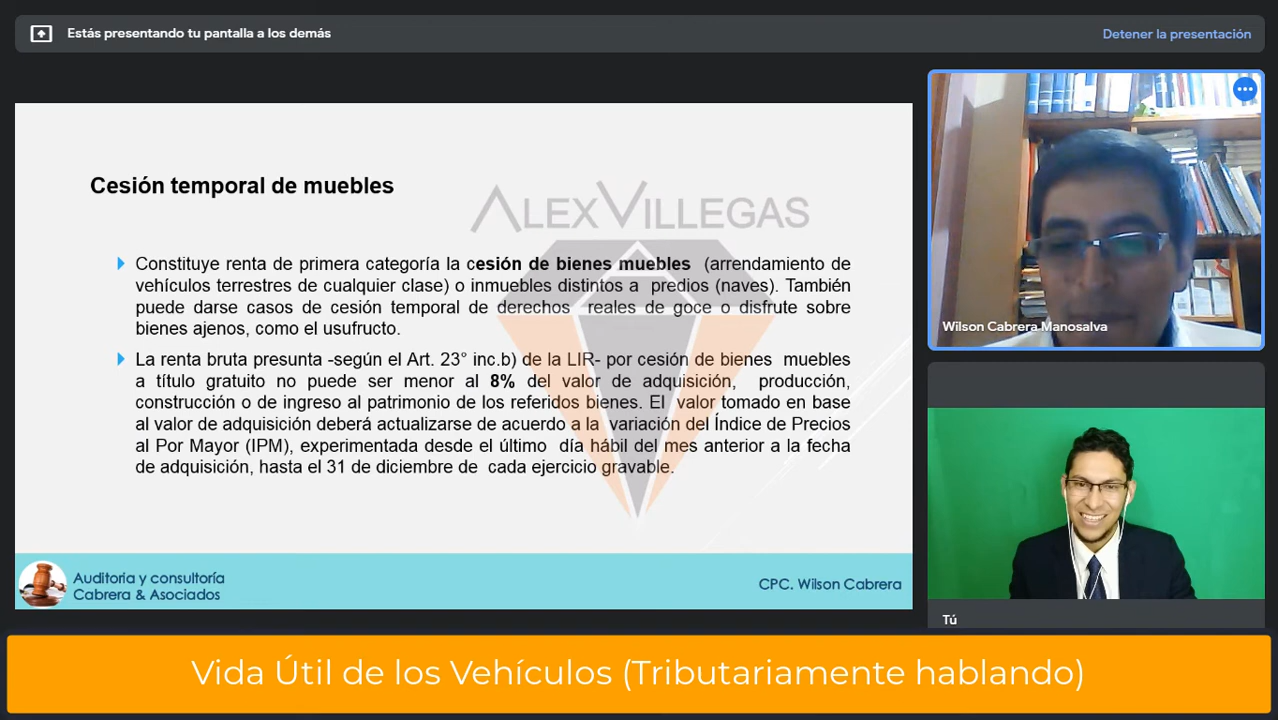 Estás presentando tu pantalla a los demás
Detener la presentación
Cesión temporal de muebles
ALEXVILLEGAS
Constituye renta de primera categoría la cesión de bienes muebles (arrendamiento de
vehículos terrestres de cualquier clase) o inmuebles distintos a predios (naves). También
puede darse casos de cesión temporal de derechos reales de goce o disfrute sobre
bienes ajenos, como el usufructo.
La renta bruta presunta -según el Art. 23° inc.b) de la LIR- por cesión de bienes muebles
a título gratuito no puede ser menor al 8% del valor de adquisición, producción,
construcción o de ingreso al patrimonio de los referidos bienes. El valor tomado en base
al valor de adquisición deberá actualizarse de acuerdo a la variación del Índice de Precios
al Por Mayor (IPM), experimentada desde el último día hábil del mes anterior a la fecha
de adquisición, hasta el 31 de diciembre de cada ejercicio gravable.
Auditoria y consultoría
Cabrera & Asociados
CPC. Wilson Cabrera
Wilson Cabrera Manosalva
Tú
Vida Útil de los Vehículos (Tributariamente hablando)